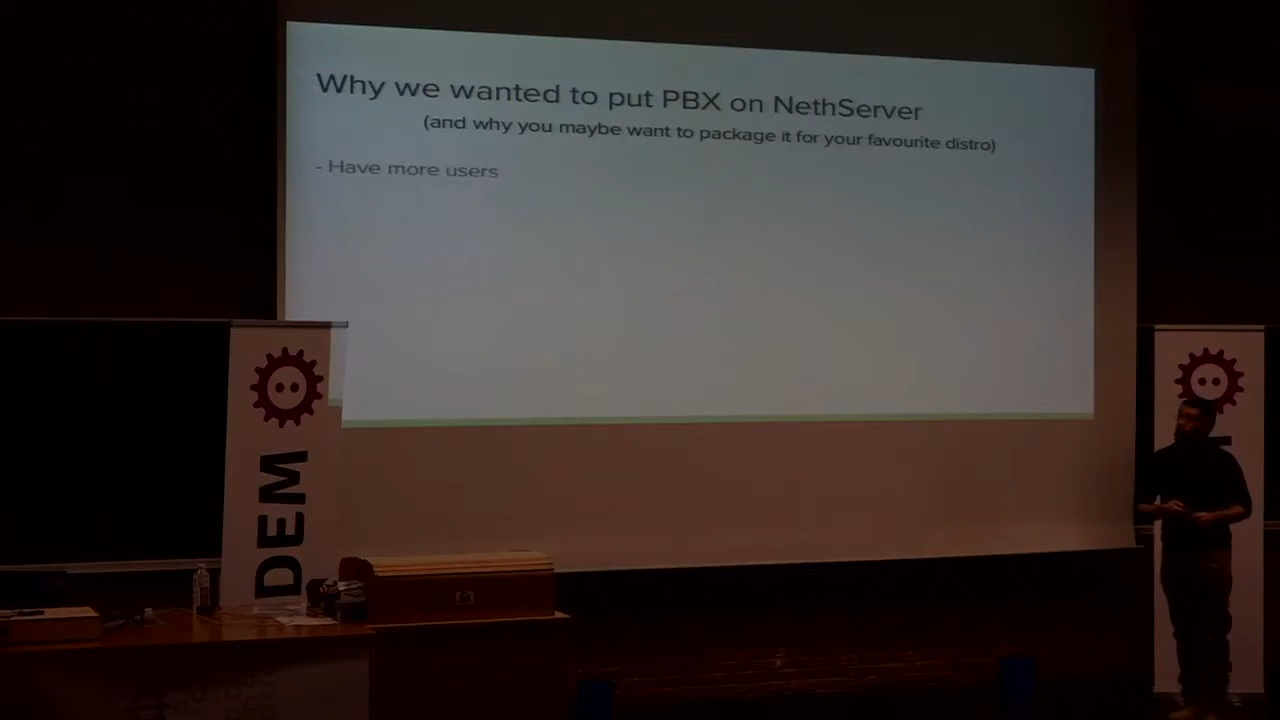 Why we wanted to put PBX on NethServer
(and why you maybe want to package it for your favourite distro)
- Have more users
DEM